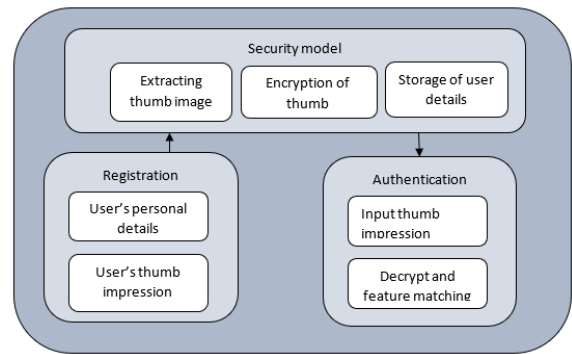 Security model
Extracting
thumb image
Encryption of
thumb
Storage of user
details
Registration
User's personal
details
User's thumb
impression
Authentication
Input thumb
impression
Decrypt and
feature matching